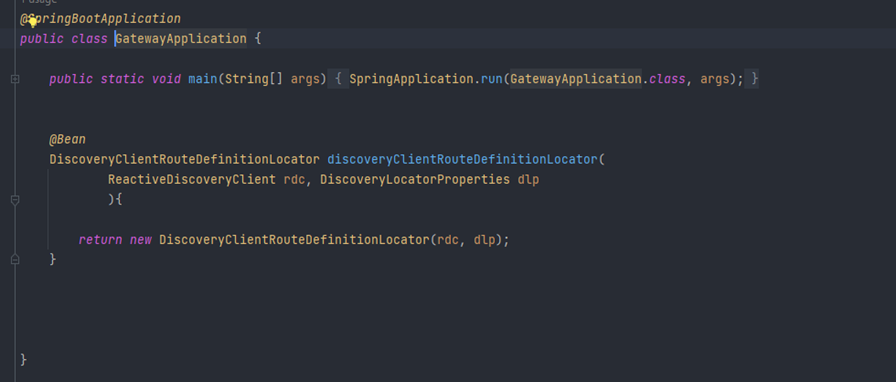 1 usage
@SpringBootApplication
public class GatewayApplication {
public static void main(String[] args) { SpringApplication.run(GatewayApplication.class, args); }
@Bean
DiscoveryClientRouteDefinitionLocator discoveryClientRouteDefinitionLocator(
ReactiveDiscoveryClient rdc, DiscoveryLocatorProperties dlp
){
return new DiscoveryClientRouteDefinitionLocator(rdc, dlp);
}
}